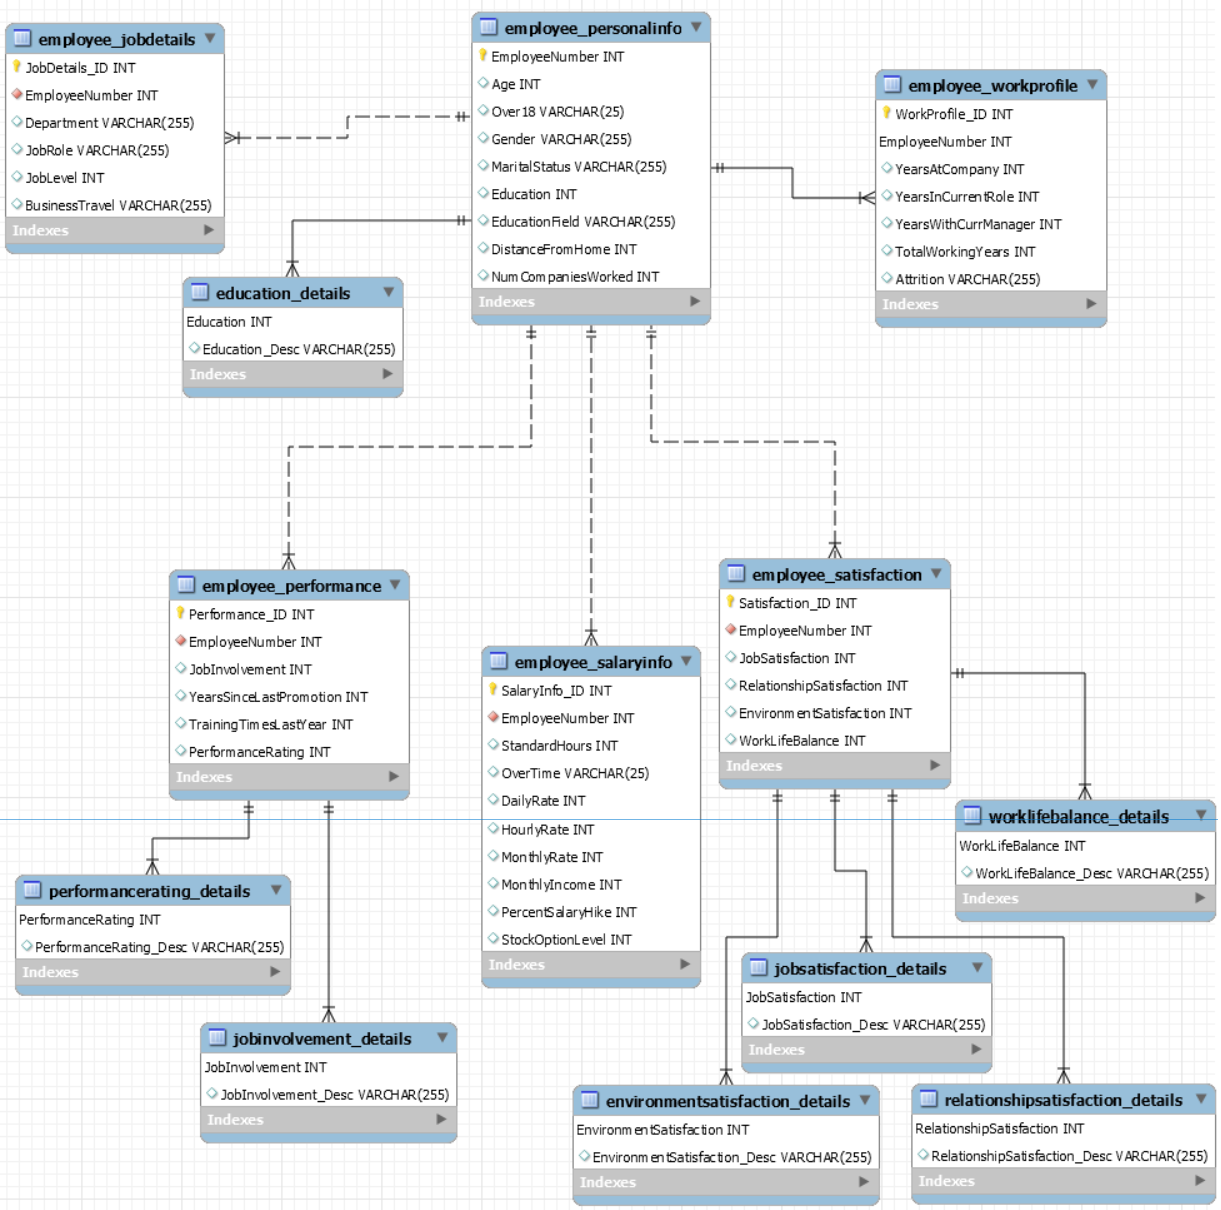 employee_jobdetails
JobDetails_ID INT
EmployeeNumber INT
Department VARCHAR(255)
JobRole VARCHAR(255)
JobLevel INT
BusinessTravel VARCHAR(255)
Indexes
employee_personalinfo
EmployeeNumber INT
Age INT
Over18 VARCHAR(25)
Gender VARCHAR(255)
MaritalStatus VARCHAR(255)
Education INT
EducationField VARCHAR(255)
DistanceFromHome INT
NumCompaniesWorked INT
Indexes
employee_workprofile
WorkProfile_ID INT
EmployeeNumber INT
YearsAtCompany INT
YearsInCurrentRole INT
YearsWithCurrManager INT
TotalWorkingYears INT
Attrition VARCHAR(255)
Indexes
education_details
Education INT
Education_Desc VARCHAR(255)
Indexes
employee_performance
Performance_ID INT
EmployeeNumber INT
JobInvolvement INT
YearsSinceLastPromotion INT
TrainingTimesLastYear INT
PerformanceRating INT
Indexes
employee_salaryinfo
SalaryInfo_ID INT
EmployeeNumber INT
StandardHours INT
OverTime VARCHAR(25)
DailyRate INT
HourlyRate INT
MonthlyRate INT
MonthlyIncome INT
PercentSalaryHike INT
StockOptionLevel INT
Indexes
employee_satisfaction
Satisfaction_ID INT
EmployeeNumber INT
JobSatisfaction INT
RelationshipSatisfaction INT
EnvironmentSatisfaction INT
WorkLifeBalance INT
Indexes
worklifebalance_details
WorkLifeBalance INT
WorkLifeBalance_Desc VARCHAR(255)
Indexes
performancerating_details
PerformanceRating INT
PerformanceRating_Desc VARCHAR(255)
Indexes
jobsatisfaction_details
JobSatisfaction INT
JobSatisfaction_Desc VARCHAR(255)
Indexes
jobinvolvement_details
JobInvolvement INT
JobInvolvement_Desc VARCHAR(255)
Indexes
environmentsatisfaction_details
EnvironmentSatisfaction INT
EnvironmentSatisfaction_Desc VARCHAR(255)
Indexes
relationshipsatisfaction_details
RelationshipSatisfaction INT
RelationshipSatisfaction_Desc VARCHAR(255)
Indexes